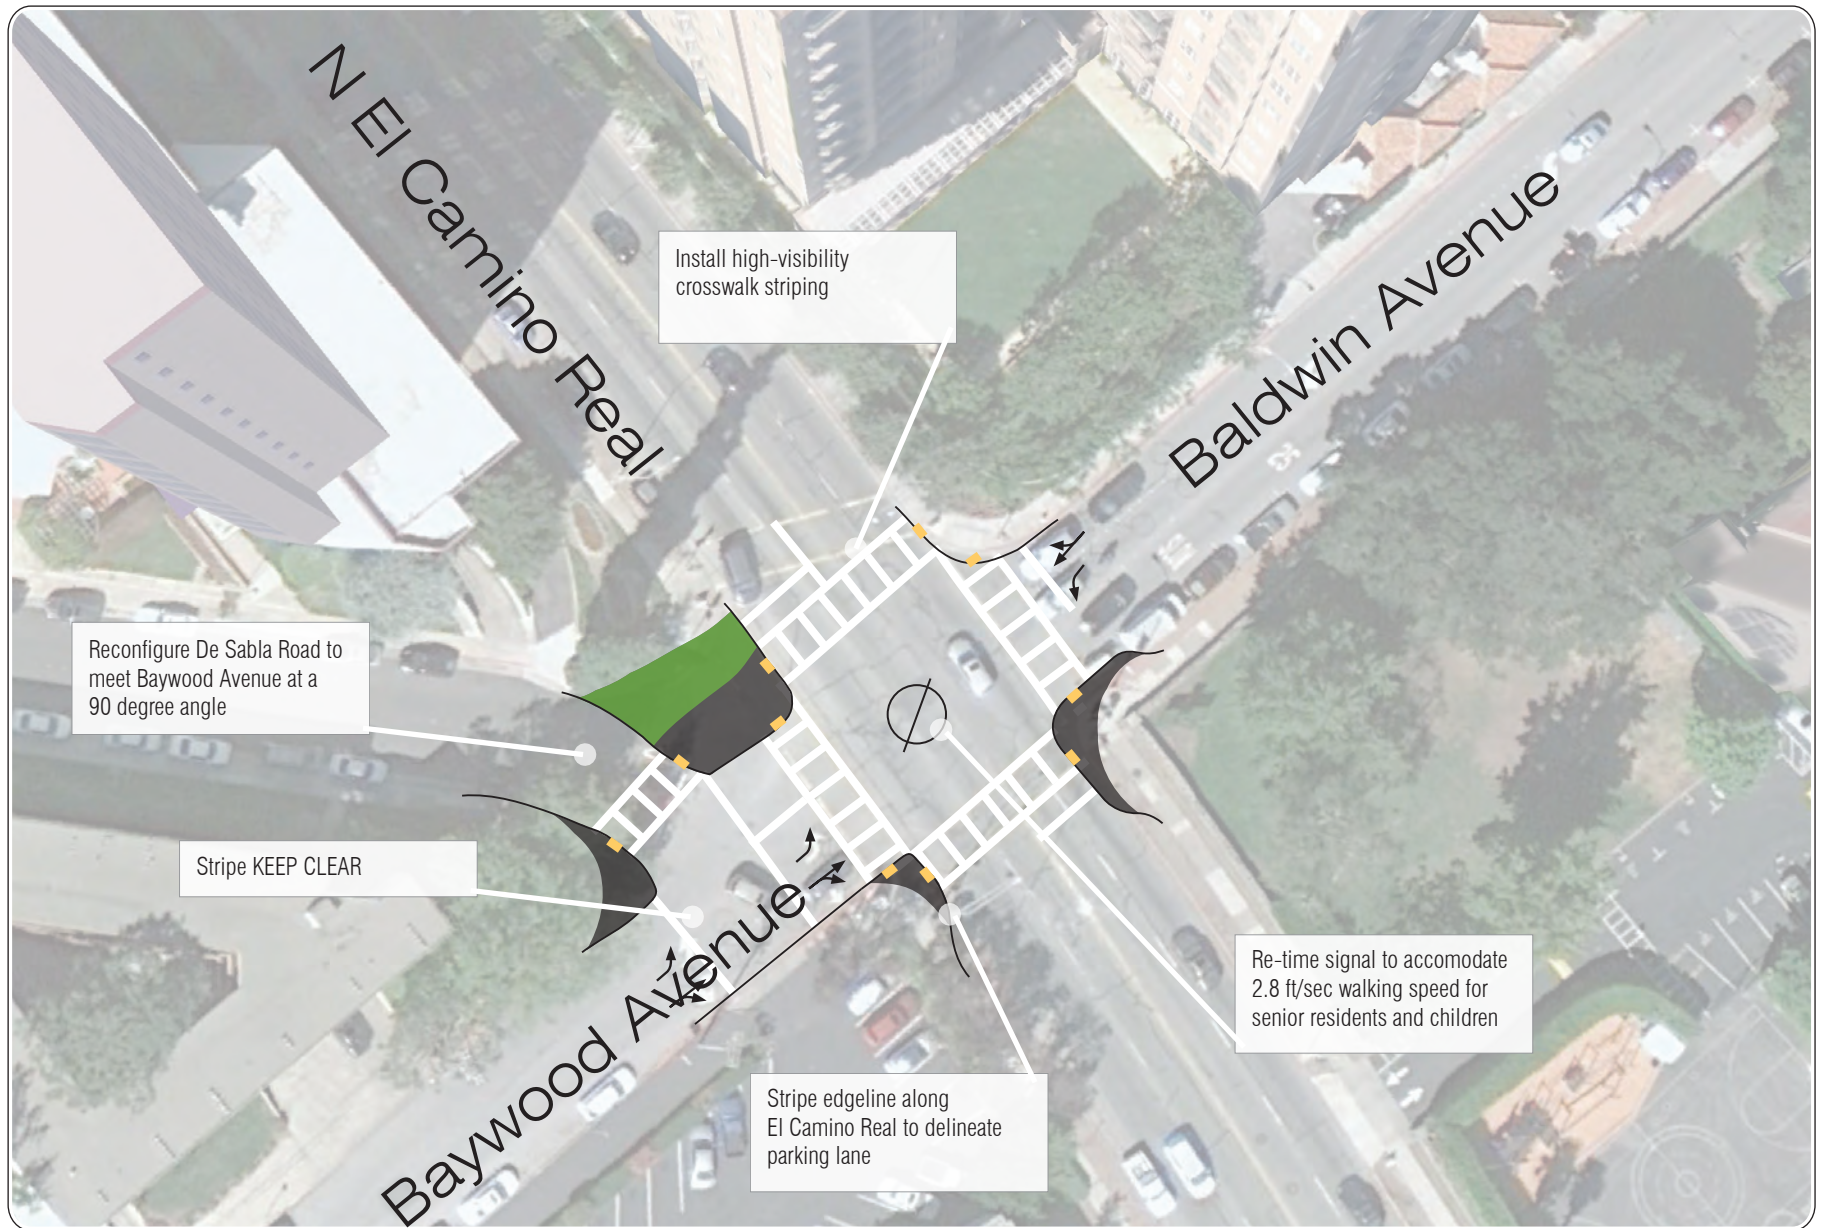 N El Camino Real
Baldwin Avenue
Install high-visibility
crosswalk striping
Reconfigure De Sabla Road to
meet Baywood Avenue at a
90 degree angle
Stripe KEEP CLEAR
Baywood Avenue
Re-time signal to accomodate
2.8 ft/sec walking speed for
senior residents and children
Stripe edgeline along
El Camino Real to delineate
parking lane